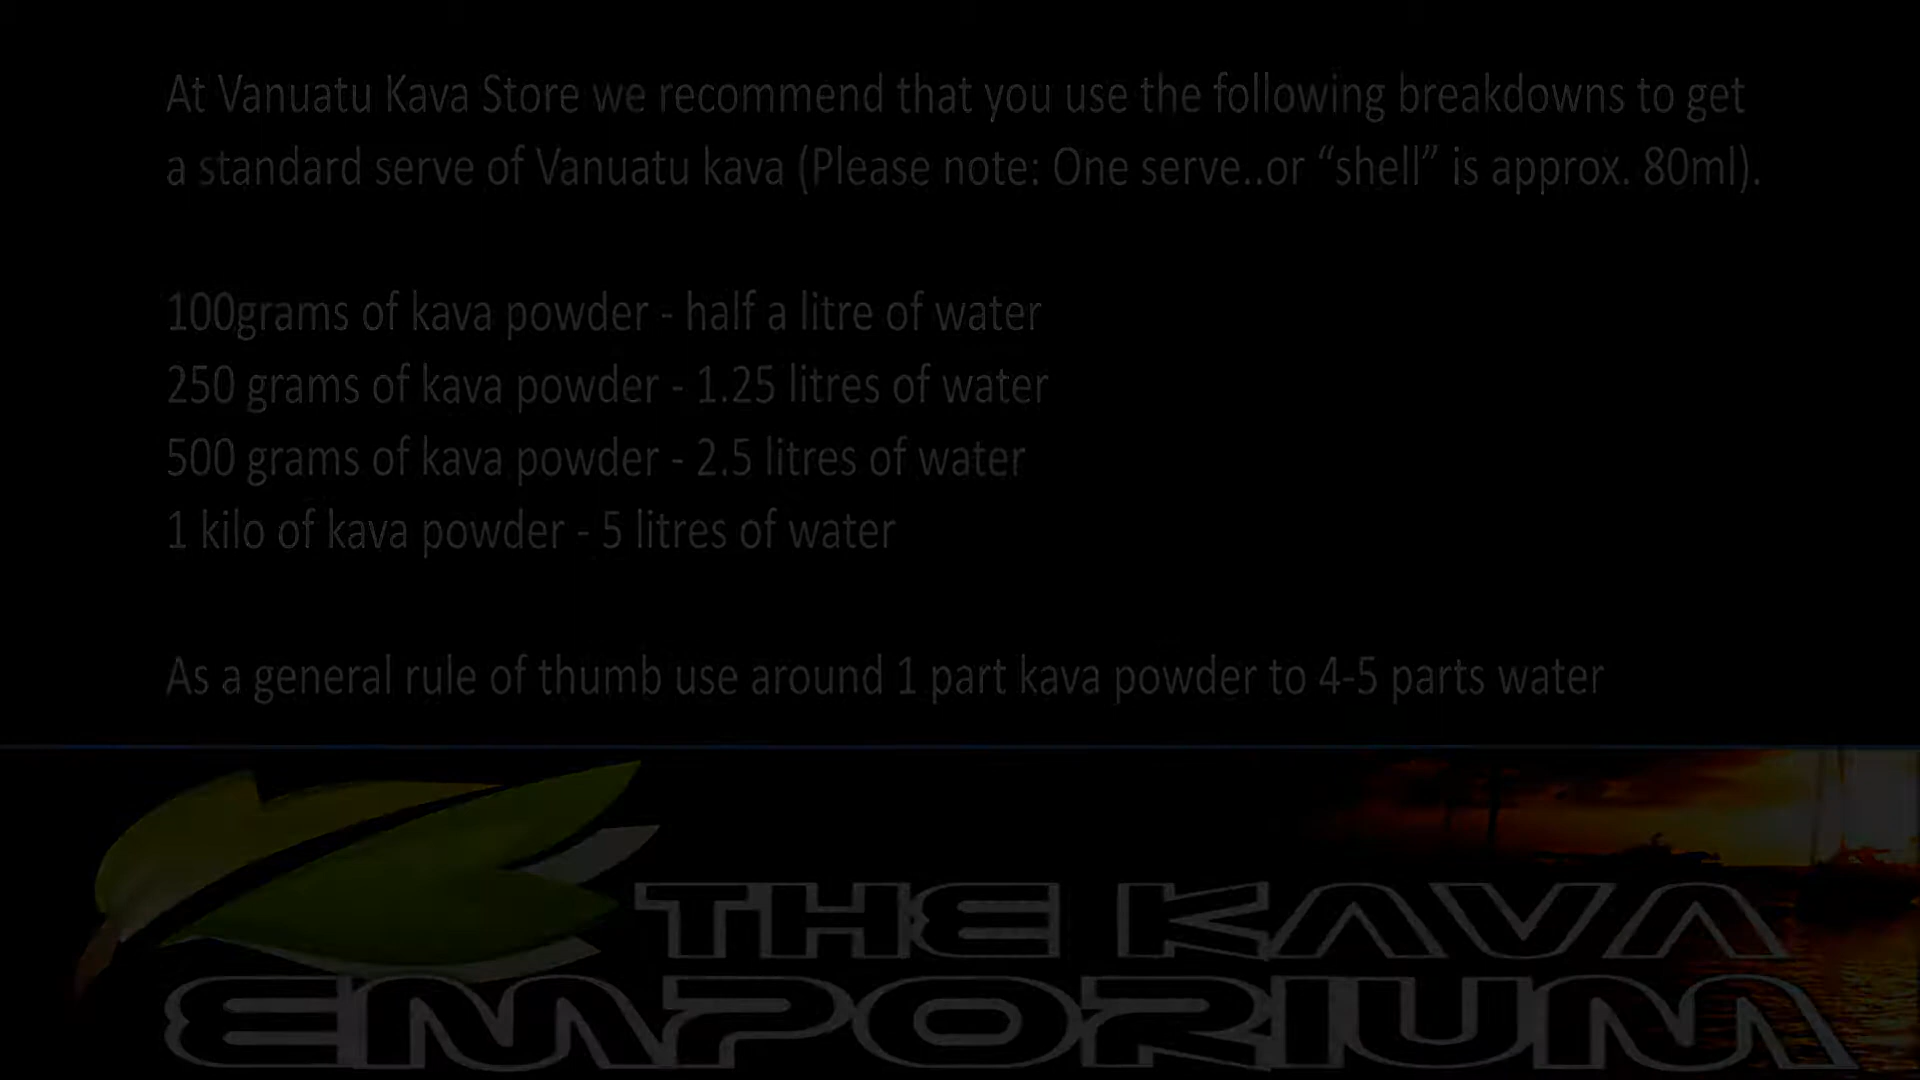 At Vanuatu Kava Store we recommend that you use the following breakdowns to get
a standard serve of Vanuatu kava (Please note: One serve..or “shell” is approx. 80ml).
100grams of kava powder - half a litre of water
250 grams of kava powder - 1.25 litres of water
500 grams of kava powder - 2.5 litres of water
1 kilo of kava powder - 5 litres of water
As a general rule of thumb use around 1 part kava powder to 4-5 parts water
THE KAVA
EMPORIUM